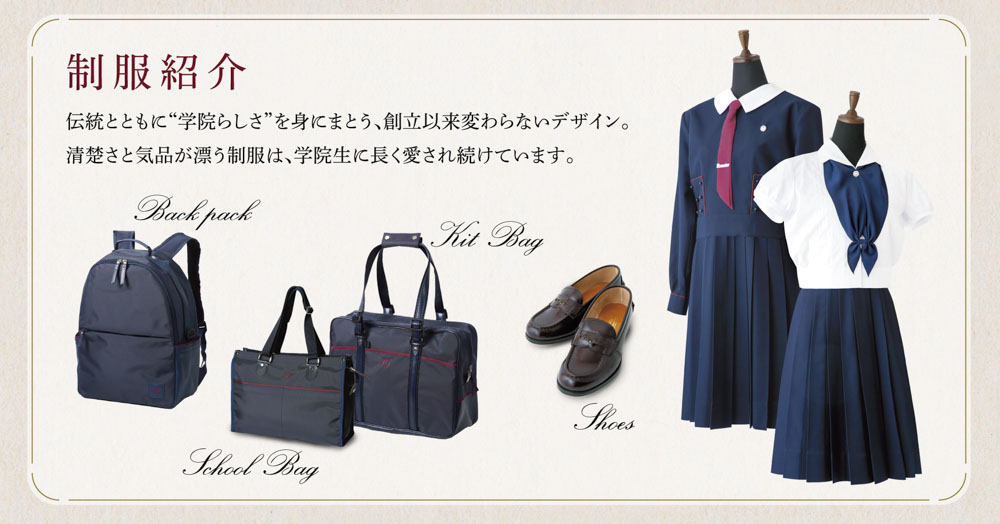 制服紹介
伝統とともに“学院らしさ”を身にまとう、創立以来変わらないデザイン。
清楚さと気品が漂う制服は、学院生に長く愛され続けています。
Back pack
Kit Bag
School Bag
Shoes